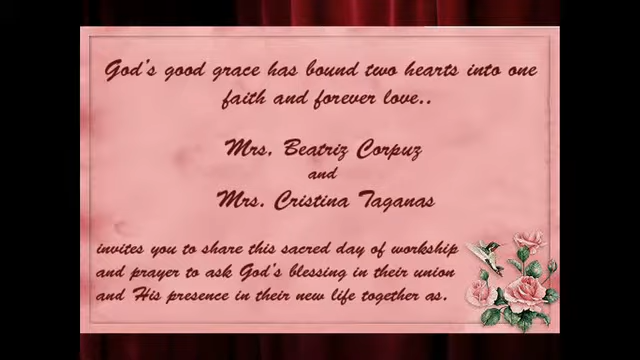 God's good grace has bound two hearts into one
faith and forever love..
Mrs. Beatriz Corpuz
and
Mrs. Cristina Taganas
invites you to share this sacred day of workship
and prayer to ask God's blessing in their union
and His presence in their new life together as.